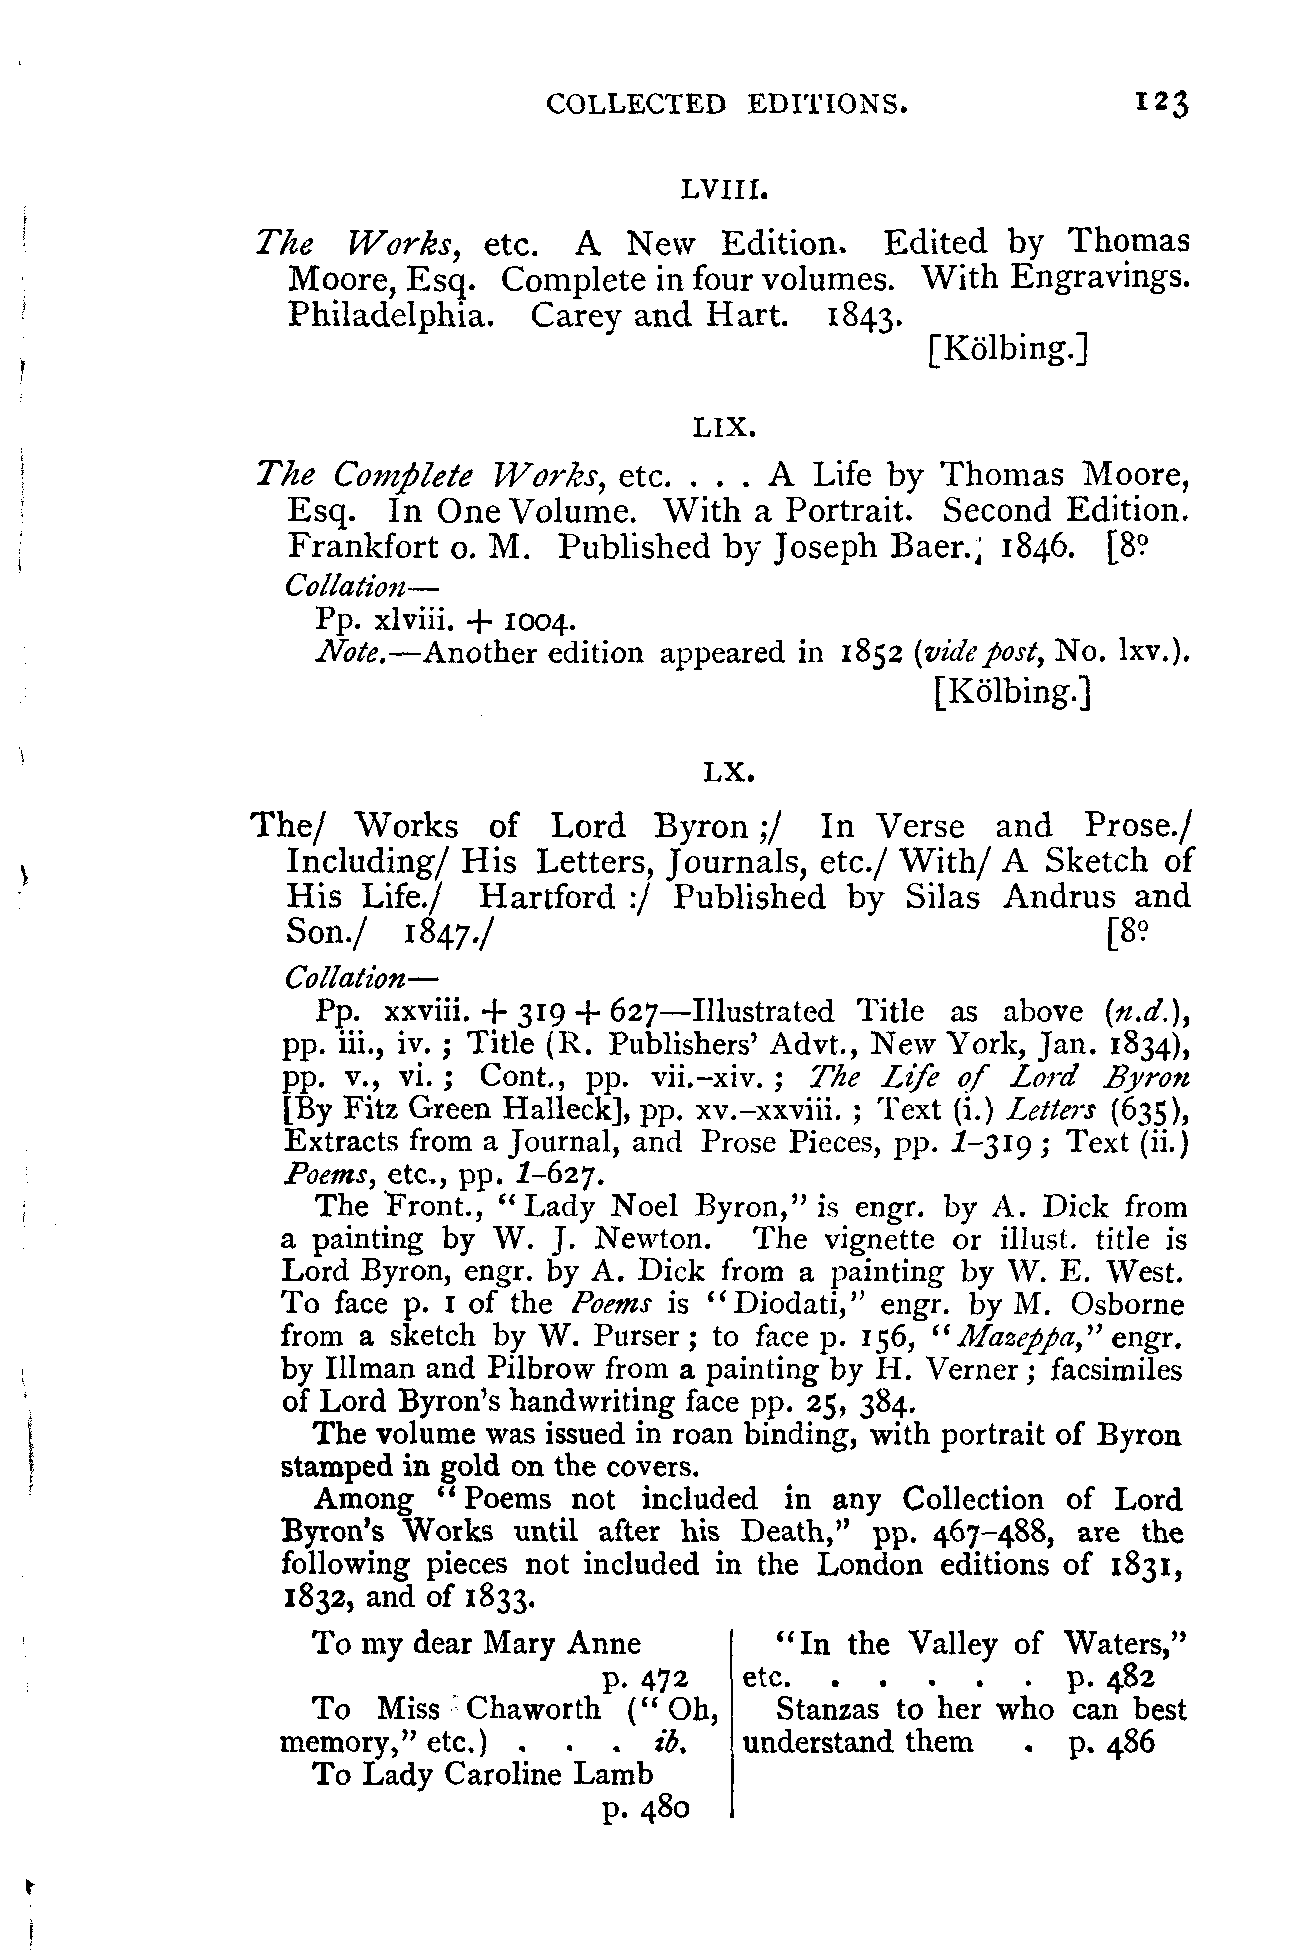 COLLECTED EDITIONS. 123
LVIII.
The Works, etc. A New Edition. Edited by Thomas
Moore, Esq. Complete in four volumes. With Engravings.
Philadelphia. Carey and Hart. 1843.
[Kölbing.]
LIX.
The Complete Works, etc. . . . A Life by Thomas Moore,
Esq. In One Volume. With a Portrait. Second Edition.
Frankfort o. M. Published by Joseph Baer.; 1846. [8º
Collation—
Pp. xlviii. + 1004.
Note.—Another edition appeared in 1852 (vide post, No. lxv.).
[Kölbing.]
LX.
The/ Works of Lord Byron ;/ In Verse and Prose./
Including/ His Letters, Journals, etc./ With/ A Sketch of
His Life./ Hartford :/ Published by Silas Andrus and
Son./ 1847./ [8º
Collation—
Pp. xxviii. + 319 + 627—Illustrated Title as above (n.d.),
pp. iii., iv. ; Title (R. Publishers' Advt., New York, Jan. 1834),
pp. v., vi. ; Cont., pp. vii.–xiv. ; The Life of Lord Byron
[By Fitz Green Halleck], pp. xv.–xxviii. ; Text (i.) Letters (635),
Extracts from a Journal, and Prose Pieces, pp. 1–319 ; Text (ii.)
Poems, etc., pp. 1–627.
The Front., "Lady Noel Byron," is engr. by A. Dick from
a painting by W. J. Newton. The vignette or illust. title is
Lord Byron, engr. by A. Dick from a painting by W. E. West.
To face p. 1 of the Poems is "Diodati," engr. by M. Osborne
from a sketch by W. Purser ; to face p. 156, "Mazeppa," engr.
by Illman and Pilbrow from a painting by H. Verner ; facsimiles
of Lord Byron's handwriting face pp. 25, 384.
The volume was issued in roan binding, with portrait of Byron
stamped in gold on the covers.
Among "Poems not included in any Collection of Lord
Byron's Works until after his Death," pp. 467–488, are the
following pieces not included in the London editions of 1831,
1832, and of 1833.
To my dear Mary Anne
p. 472
To Miss Chaworth ("Oh,
memory," etc.) . . . ib.
To Lady Caroline Lamb
p. 480
"In the Valley of Waters,"
etc. . . . . . . p. 482
Stanzas to her who can best
understand them . p. 486